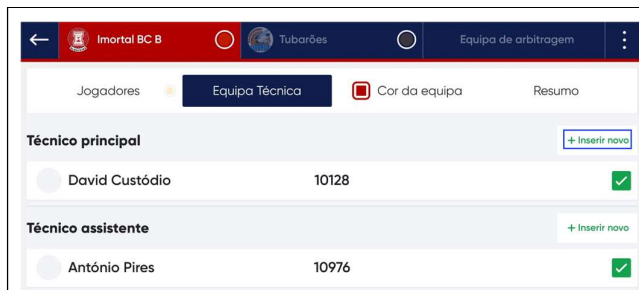 Imortal BC B Tubarões Equipa de arbitragem
Jogadores Equipa Técnica Cor da equipa Resumo
Técnico principal + Inserir novo
David Custódio 10128
Técnico assistente + Inserir novo
António Pires 10976